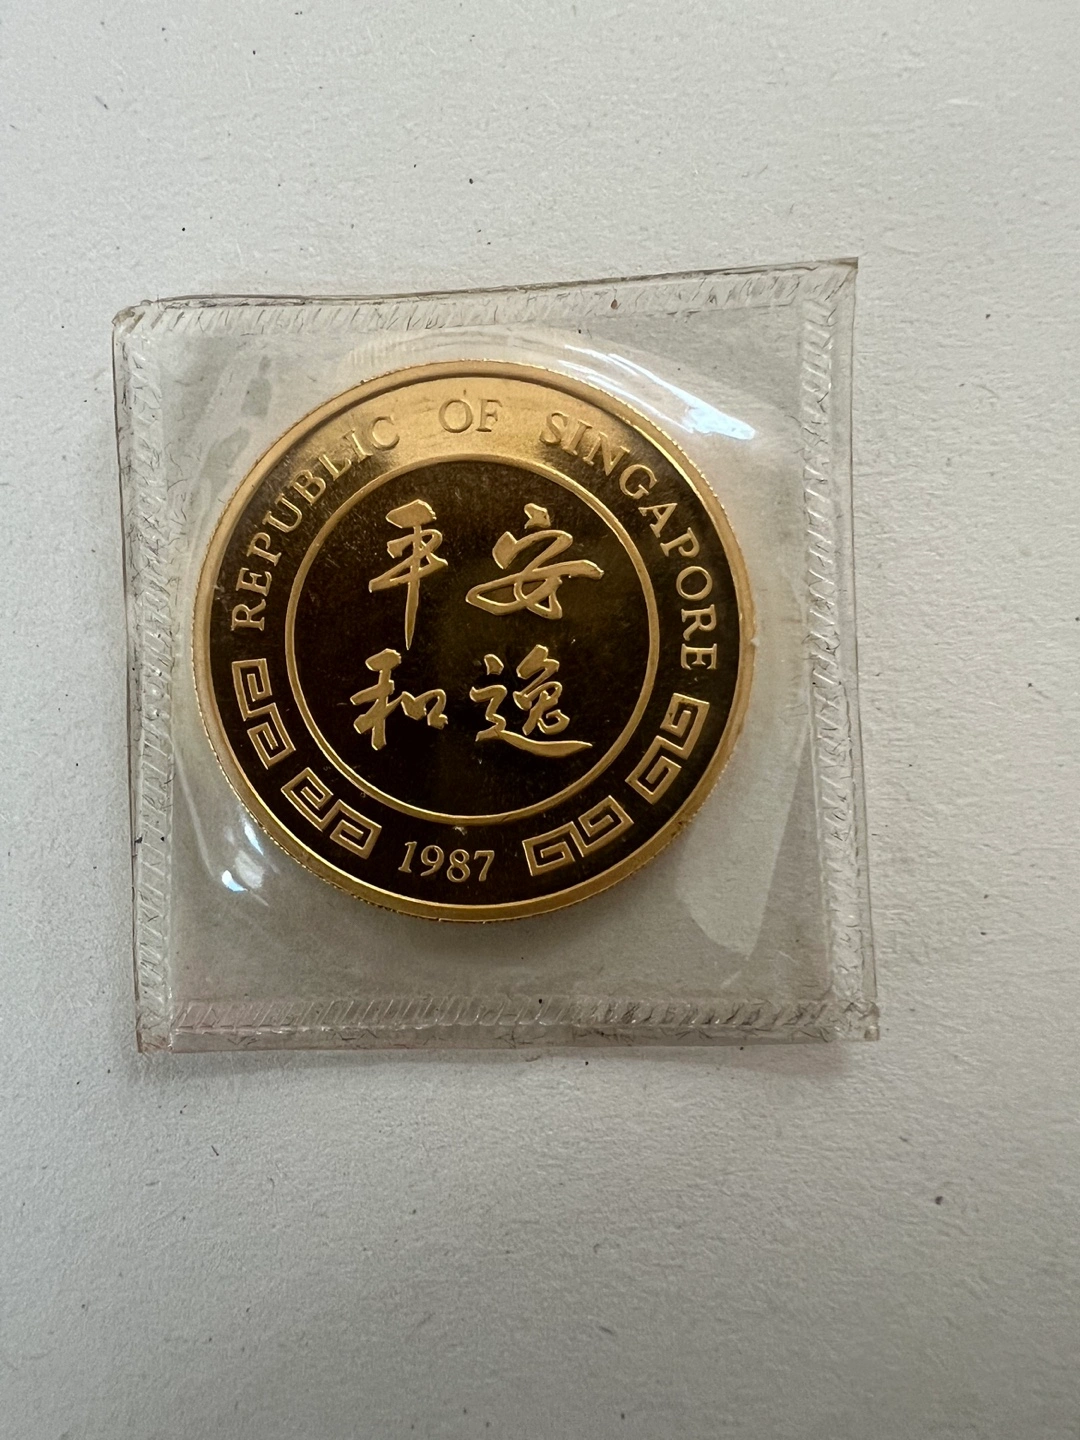 REPUBLIC OF SINGAPORE
平安
和逸
1987